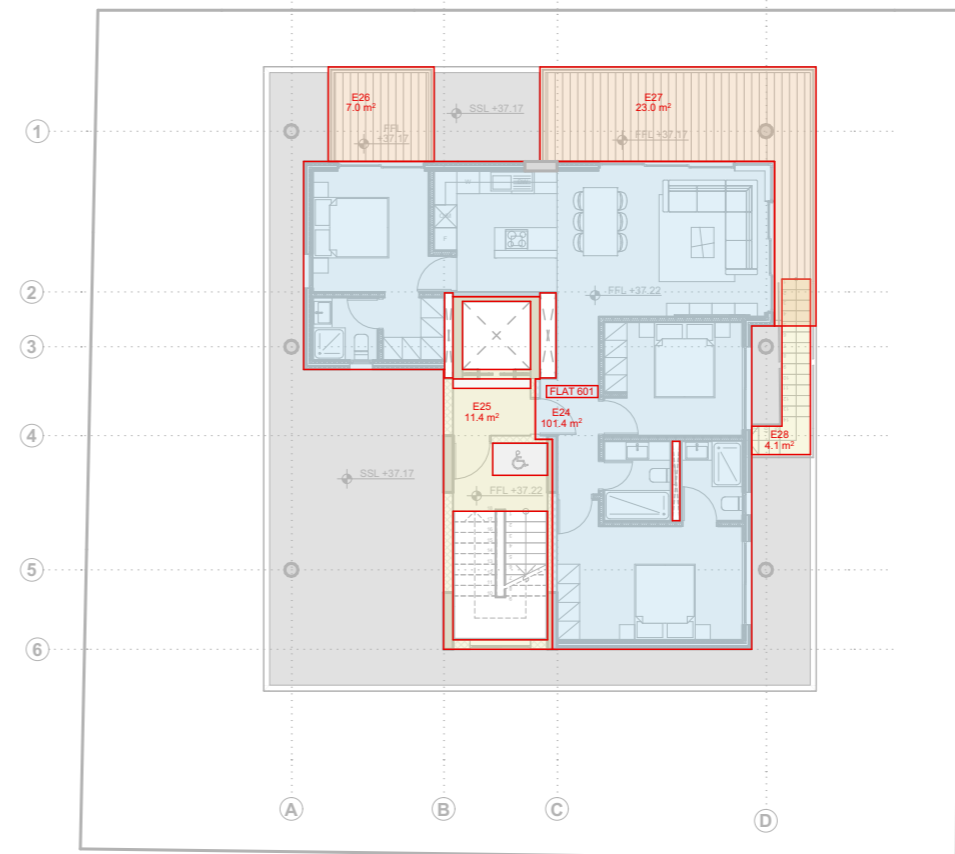 E26
7.0 m²
E27
23.0 m²
SSL +37.17
FFL
+37.17
FFL +37.17
1
2
FFL +37.22
3
FLAT 601
E25
11.4 m²
E24
101.4 m²
4
E28
4.1 m²
SSL +37.17
FFL +37.22
5
6
A
B
C
D